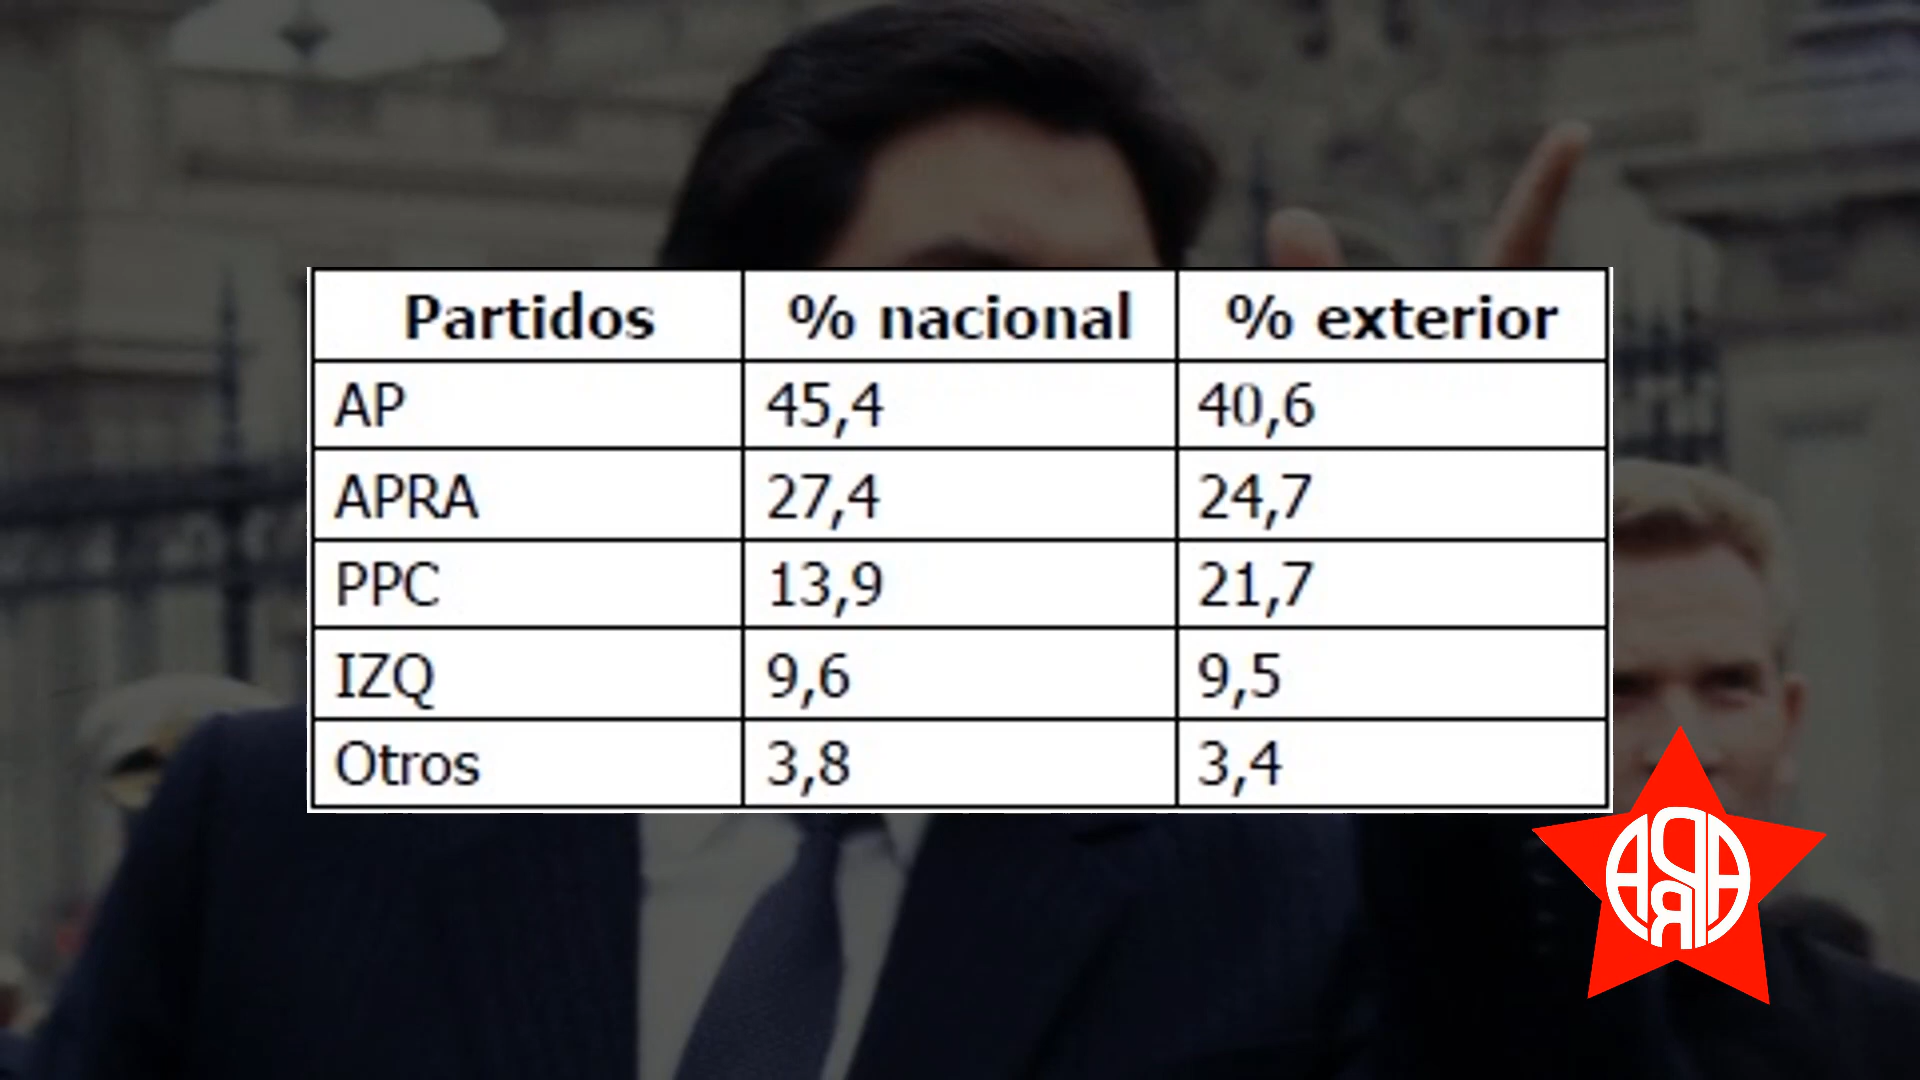 Partidos % nacional % exterior
AP 45,4 40,6
APRA 27,4 24,7
PPC 13,9 21,7
IZQ 9,6 9,5
Otros 3,8 3,4
APRA